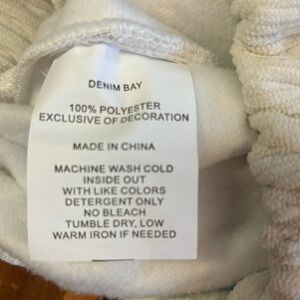 DENIM BAY
100% POLYESTER
EXCLUSIVE OF DECORATION
MADE IN CHINA
MACHINE WASH COLD
INSIDE OUT
WITH LIKE COLORS
DETERGENT ONLY
NO BLEACH
TUMBLE DRY, LOW
WARM IRON IF NEEDED